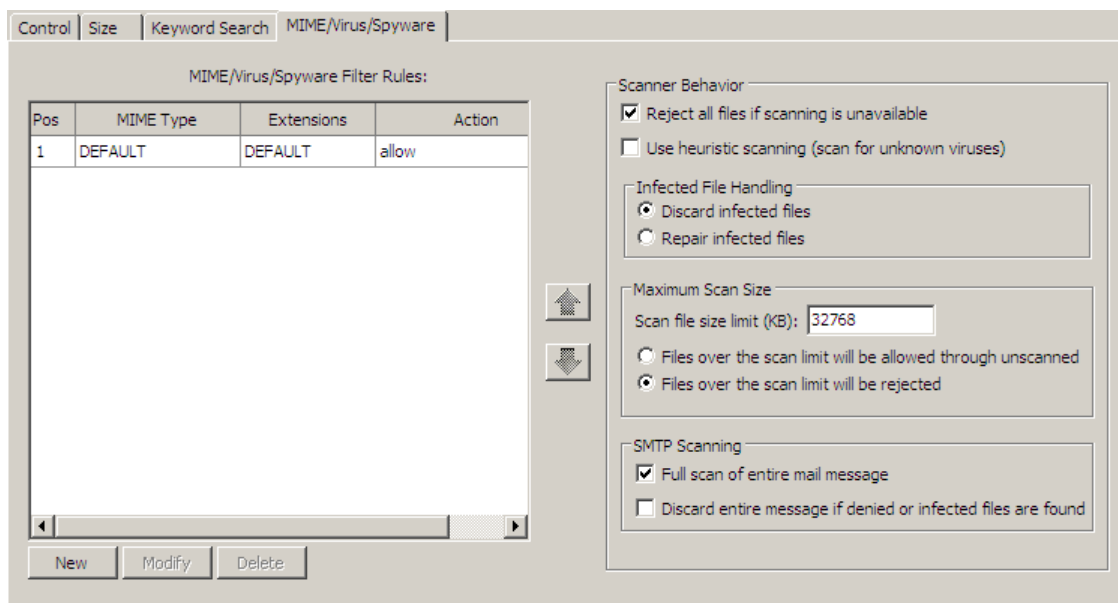 Control Size Keyword Search MIME/Virus/Spyware
MIME/Virus/Spyware Filter Rules:
Pos MIME Type Extensions Action
1 DEFAULT DEFAULT allow
New Modify Delete
Scanner Behavior
Reject all files if scanning is unavailable
Use heuristic scanning (scan for unknown viruses)
Infected File Handling
Discard infected files
Repair infected files
Maximum Scan Size
Scan file size limit (KB): 32768
Files over the scan limit will be allowed through unscanned
Files over the scan limit will be rejected
SMTP Scanning
Full scan of entire mail message
Discard entire message if denied or infected files are found